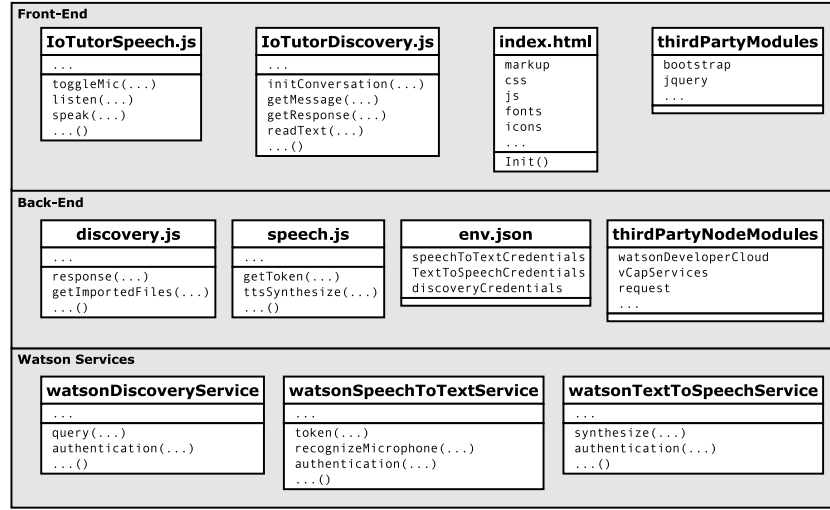 Front-End
IoTutorSpeech.js
...
toggleMic(...)
listen(...)
speak(...)
...()
IoTutorDiscovery.js
...
initConversation(...)
getMessage(...)
getResponse(...)
readText(...)
...()
index.html
markup
css
js
fonts
icons
...
Init()
thirdPartyModules
bootstrap
jquery
...
Back-End
discovery.js
...
response(...)
getImportedFiles(...)
...()
speech.js
...
getToken(...)
ttsSynthesize(...)
...()
env.json
speechToTextCredentials
TextToSpeechCredentials
discoveryCredentials
thirdPartyNodeModules
watsonDeveloperCloud
vCapServices
request
...
Watson Services
watsonDiscoveryService
...
query(...)
authentication(...)
...()
watsonSpeechToTextService
...
token(...)
recognizeMicrophone(...)
authentication(...)
...()
watsonTextToSpeechService
...
synthesize(...)
authentication(...)
...()